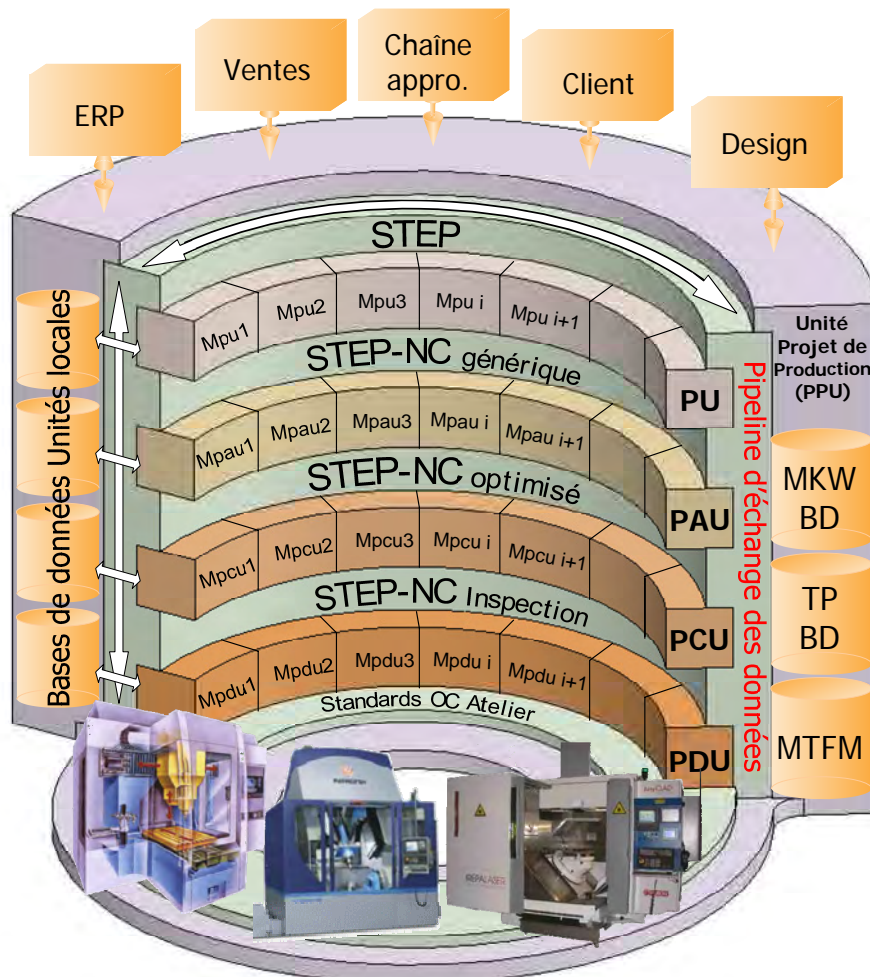 ERP
Ventes
Chaîne
appro.
Client
Design
STEP
Mpu1
Mpu2
Mpu3
Mpu i
Mpu i+1
PU
STEP-NC générique
Mpau1
Mpau2
Mpau3
Mpau i
Mpau i+1
PAU
STEP-NC optimisé
Mpcu1
Mpcu2
Mpcu3
Mpcu i
Mpcu i+1
PCU
STEP-NC Inspection
Mpdu1
Mpdu2
Mpdu3
Mpdu i
Mpdu i+1
PDU
Standards OC Atelier
Bases de données Unités locales
Pipeline d'échange des données
Unité
Projet de
Production
(PPU)
MKW
BD
TP
BD
MTFM